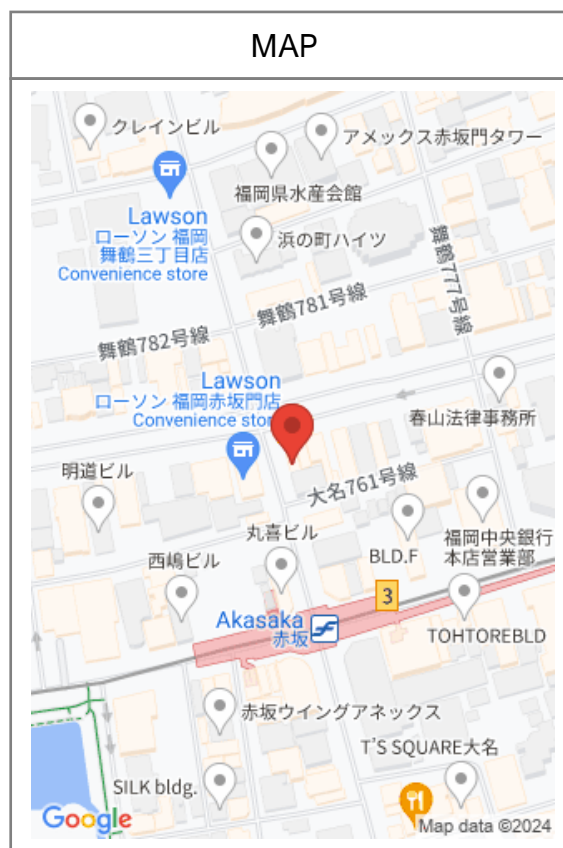 MAP
クレインビル
アメックス赤坂門タワー
福岡県水産会館
Lawson
ローソン 福岡
舞鶴三丁目店
Convenience store
浜の町ハイツ
舞鶴777号線
舞鶴781号線
舞鶴782号線
Lawson
ローソン 福岡赤坂門店
Convenience stor
春山法律事務所
明道ビル
大名761号線
丸喜ビル
西嶋ビル
BLD.F
福岡中央銀行
本店営業部
3
Akasaka
赤坂
TOHTOREBLD
赤坂ウイングアネックス
T'S SQUARE大名
SILK bldg.
Google
Map data ©2024